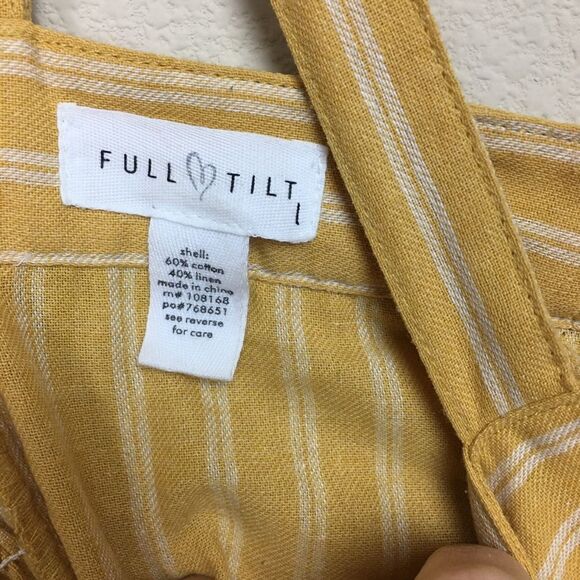 FULL TILT
l
shell:
60% cotton
40% linen
made in china
rn# 108168
po#768651
see reverse
for care